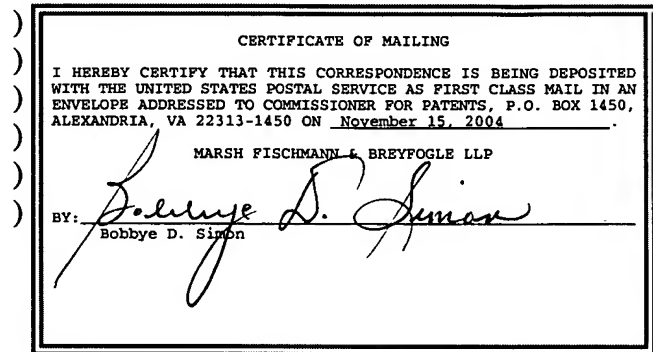 )
)
)
)
)
)
)
CERTIFICATE OF MAILING
I HEREBY CERTIFY THAT THIS CORRESPONDENCE IS BEING DEPOSITED
WITH THE UNITED STATES POSTAL SERVICE AS FIRST CLASS MAIL IN AN
ENVELOPE ADDRESSED TO COMMISSIONER FOR PATENTS, P.O. BOX 1450,
ALEXANDRIA, VA 22313-1450 ON November 15, 2004.
MARSH FISCHMANN & BREYFOGLE LLP
BY: Bobbye D. Simon
Bobbye D. Simon